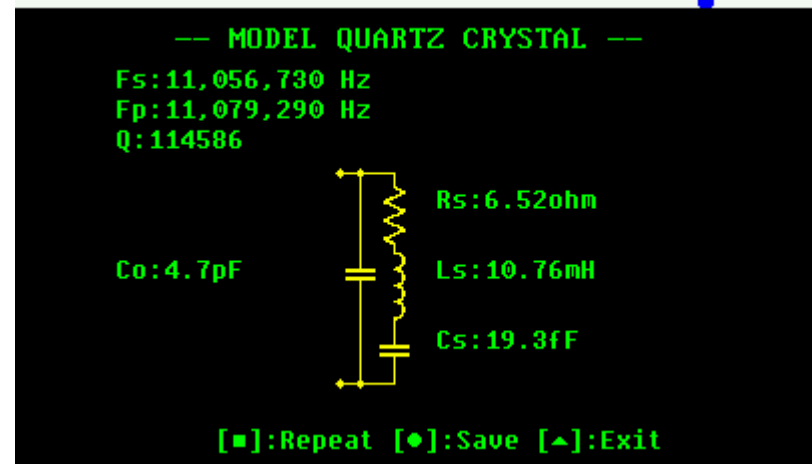 —— MODEL QUARTZ CRYSTAL ——
Fs:11,056,730 Hz
Fp:11,079,290 Hz
Q:114586
Rs:6.52ohm
Co:4.7pF
Ls:10.76mH
Cs:19.3fF
[■]:Repeat [●]:Save [▲]:Exit